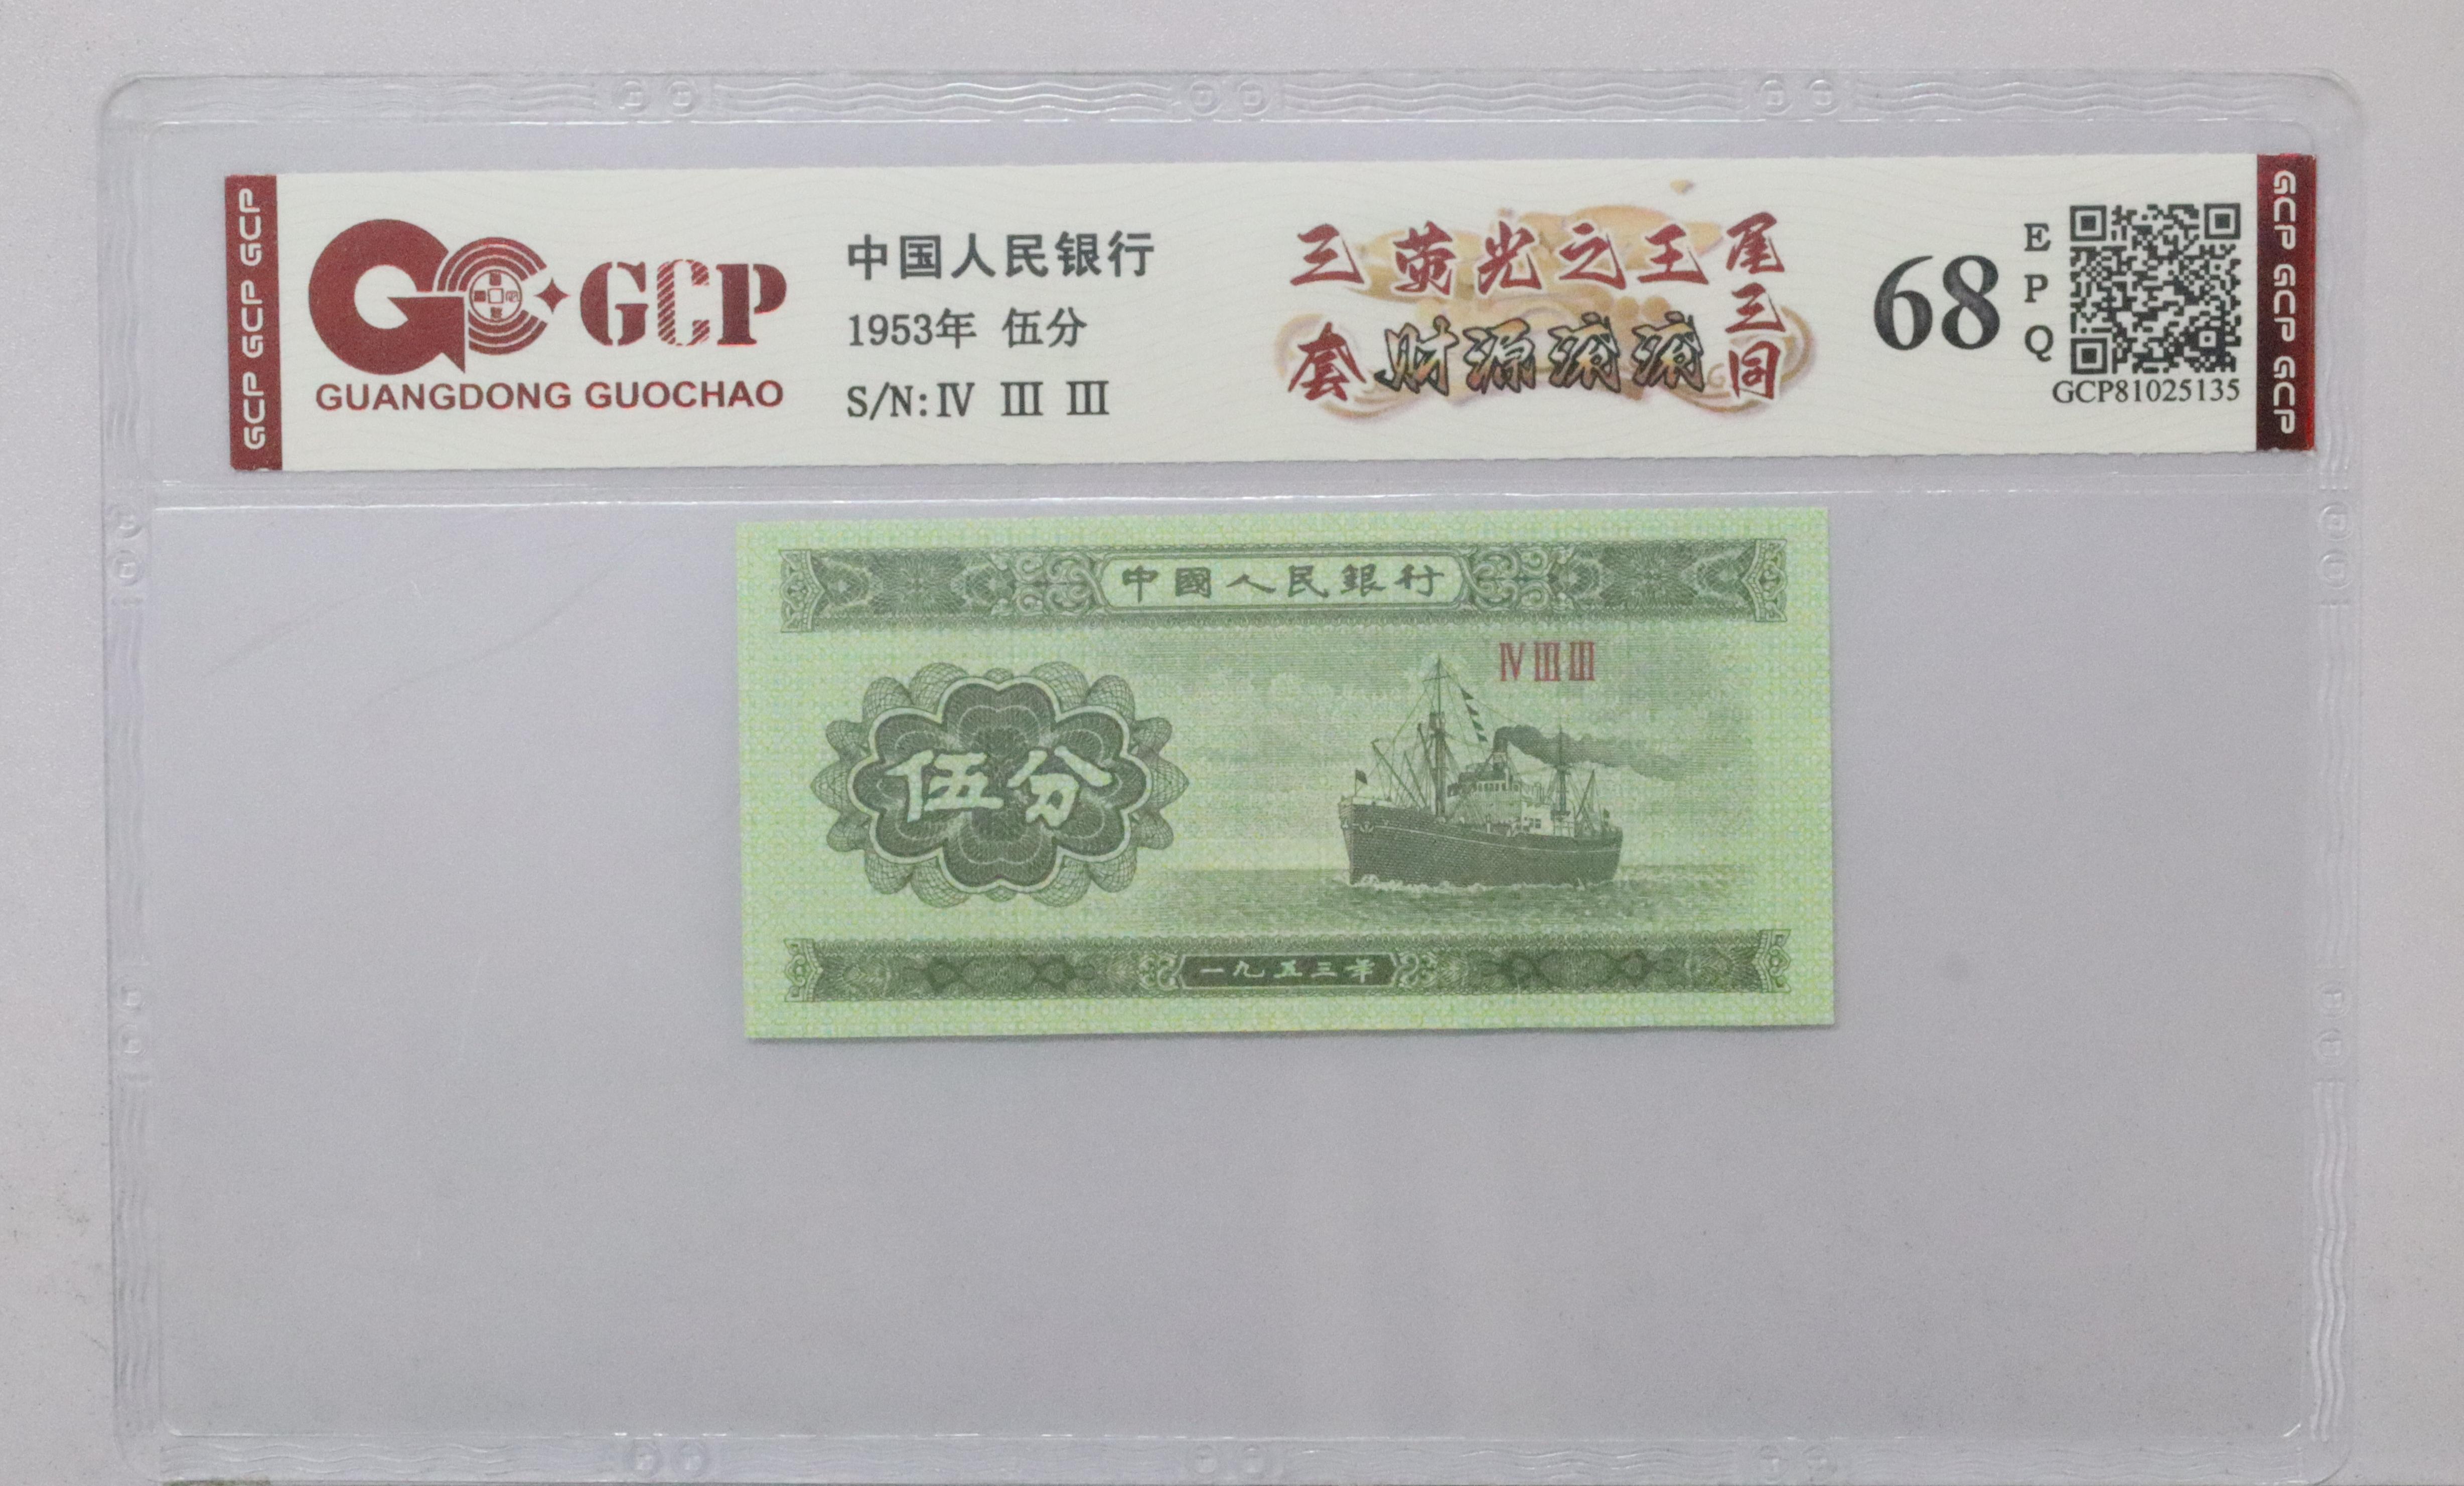 GCP GCP GCP
GC GCP
GUANGDONG GUOCHAO
中国人民银行
1953年 伍分
S/N:Ⅳ Ⅲ Ⅲ
三套
荧光之王
财源滚滚
尾三同
68
EPQ
GCP81025135
GCP GCP GCP
中國人民銀行
Ⅳ Ⅲ Ⅲ
伍分
一九五三年